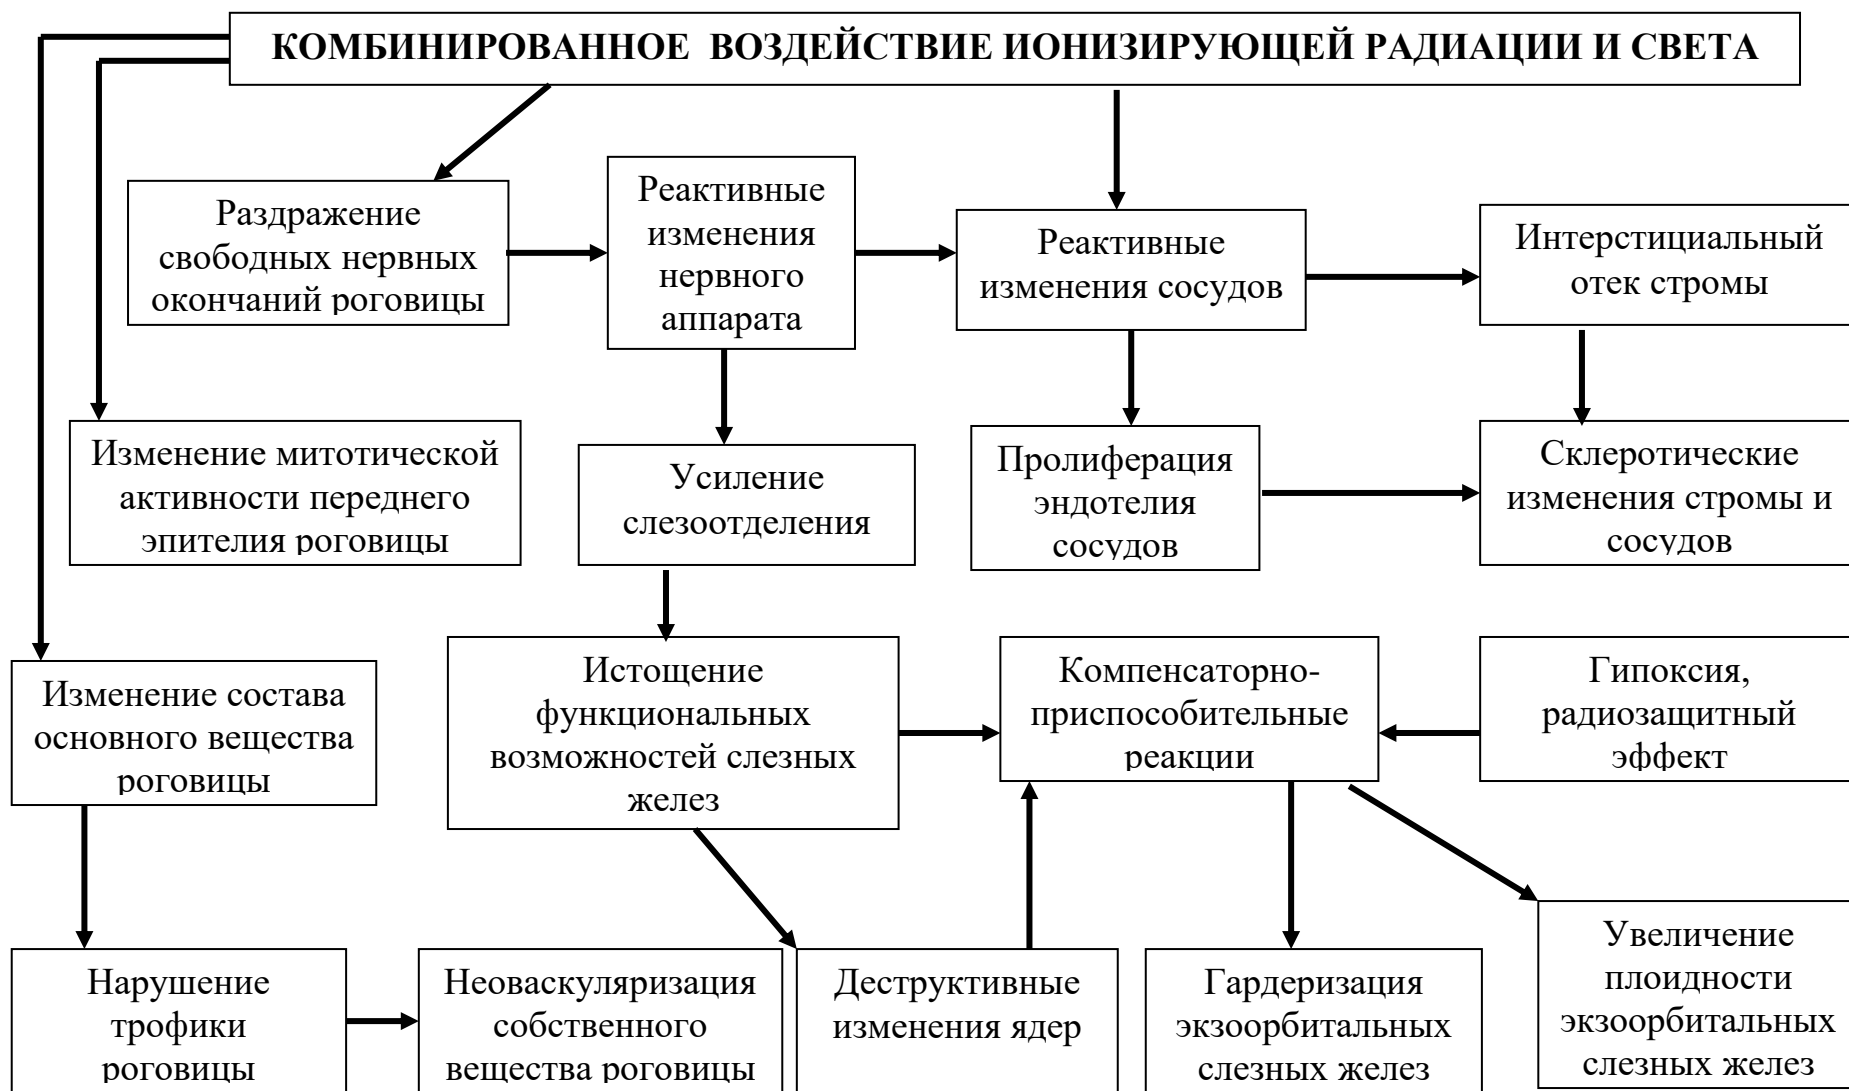 КОМБИНИРОВАННОЕ ВОЗДЕЙСТВИЕ ИОНИЗИРУЮЩЕЙ РАДИАЦИИ И СВЕТА
Раздражение
свободных нервных
окончаний роговицы
Реактивные
изменения
нервного
аппарата
Реактивные
изменения сосудов
Интерстициальный
отек стромы
Изменение митотической
активности переднего
эпителия роговицы
Усиление
слезоотделения
Пролиферация
эндотелия
сосудов
Склеротические
изменения стромы и
сосудов
Изменение состава
основного вещества
роговицы
Истощение
функциональных
возможностей слезных
желез
Компенсаторно-
приспособительные
реакции
Гипоксия,
радиозащитный
эффект
Нарушение
трофики
роговицы
Неоваскуляризация
собственного
вещества роговицы
Деструктивные
изменения ядер
Гардеризация
экзоорбитальных
слезных желез
Увеличение
плоидности
экзоорбитальных
слезных желез